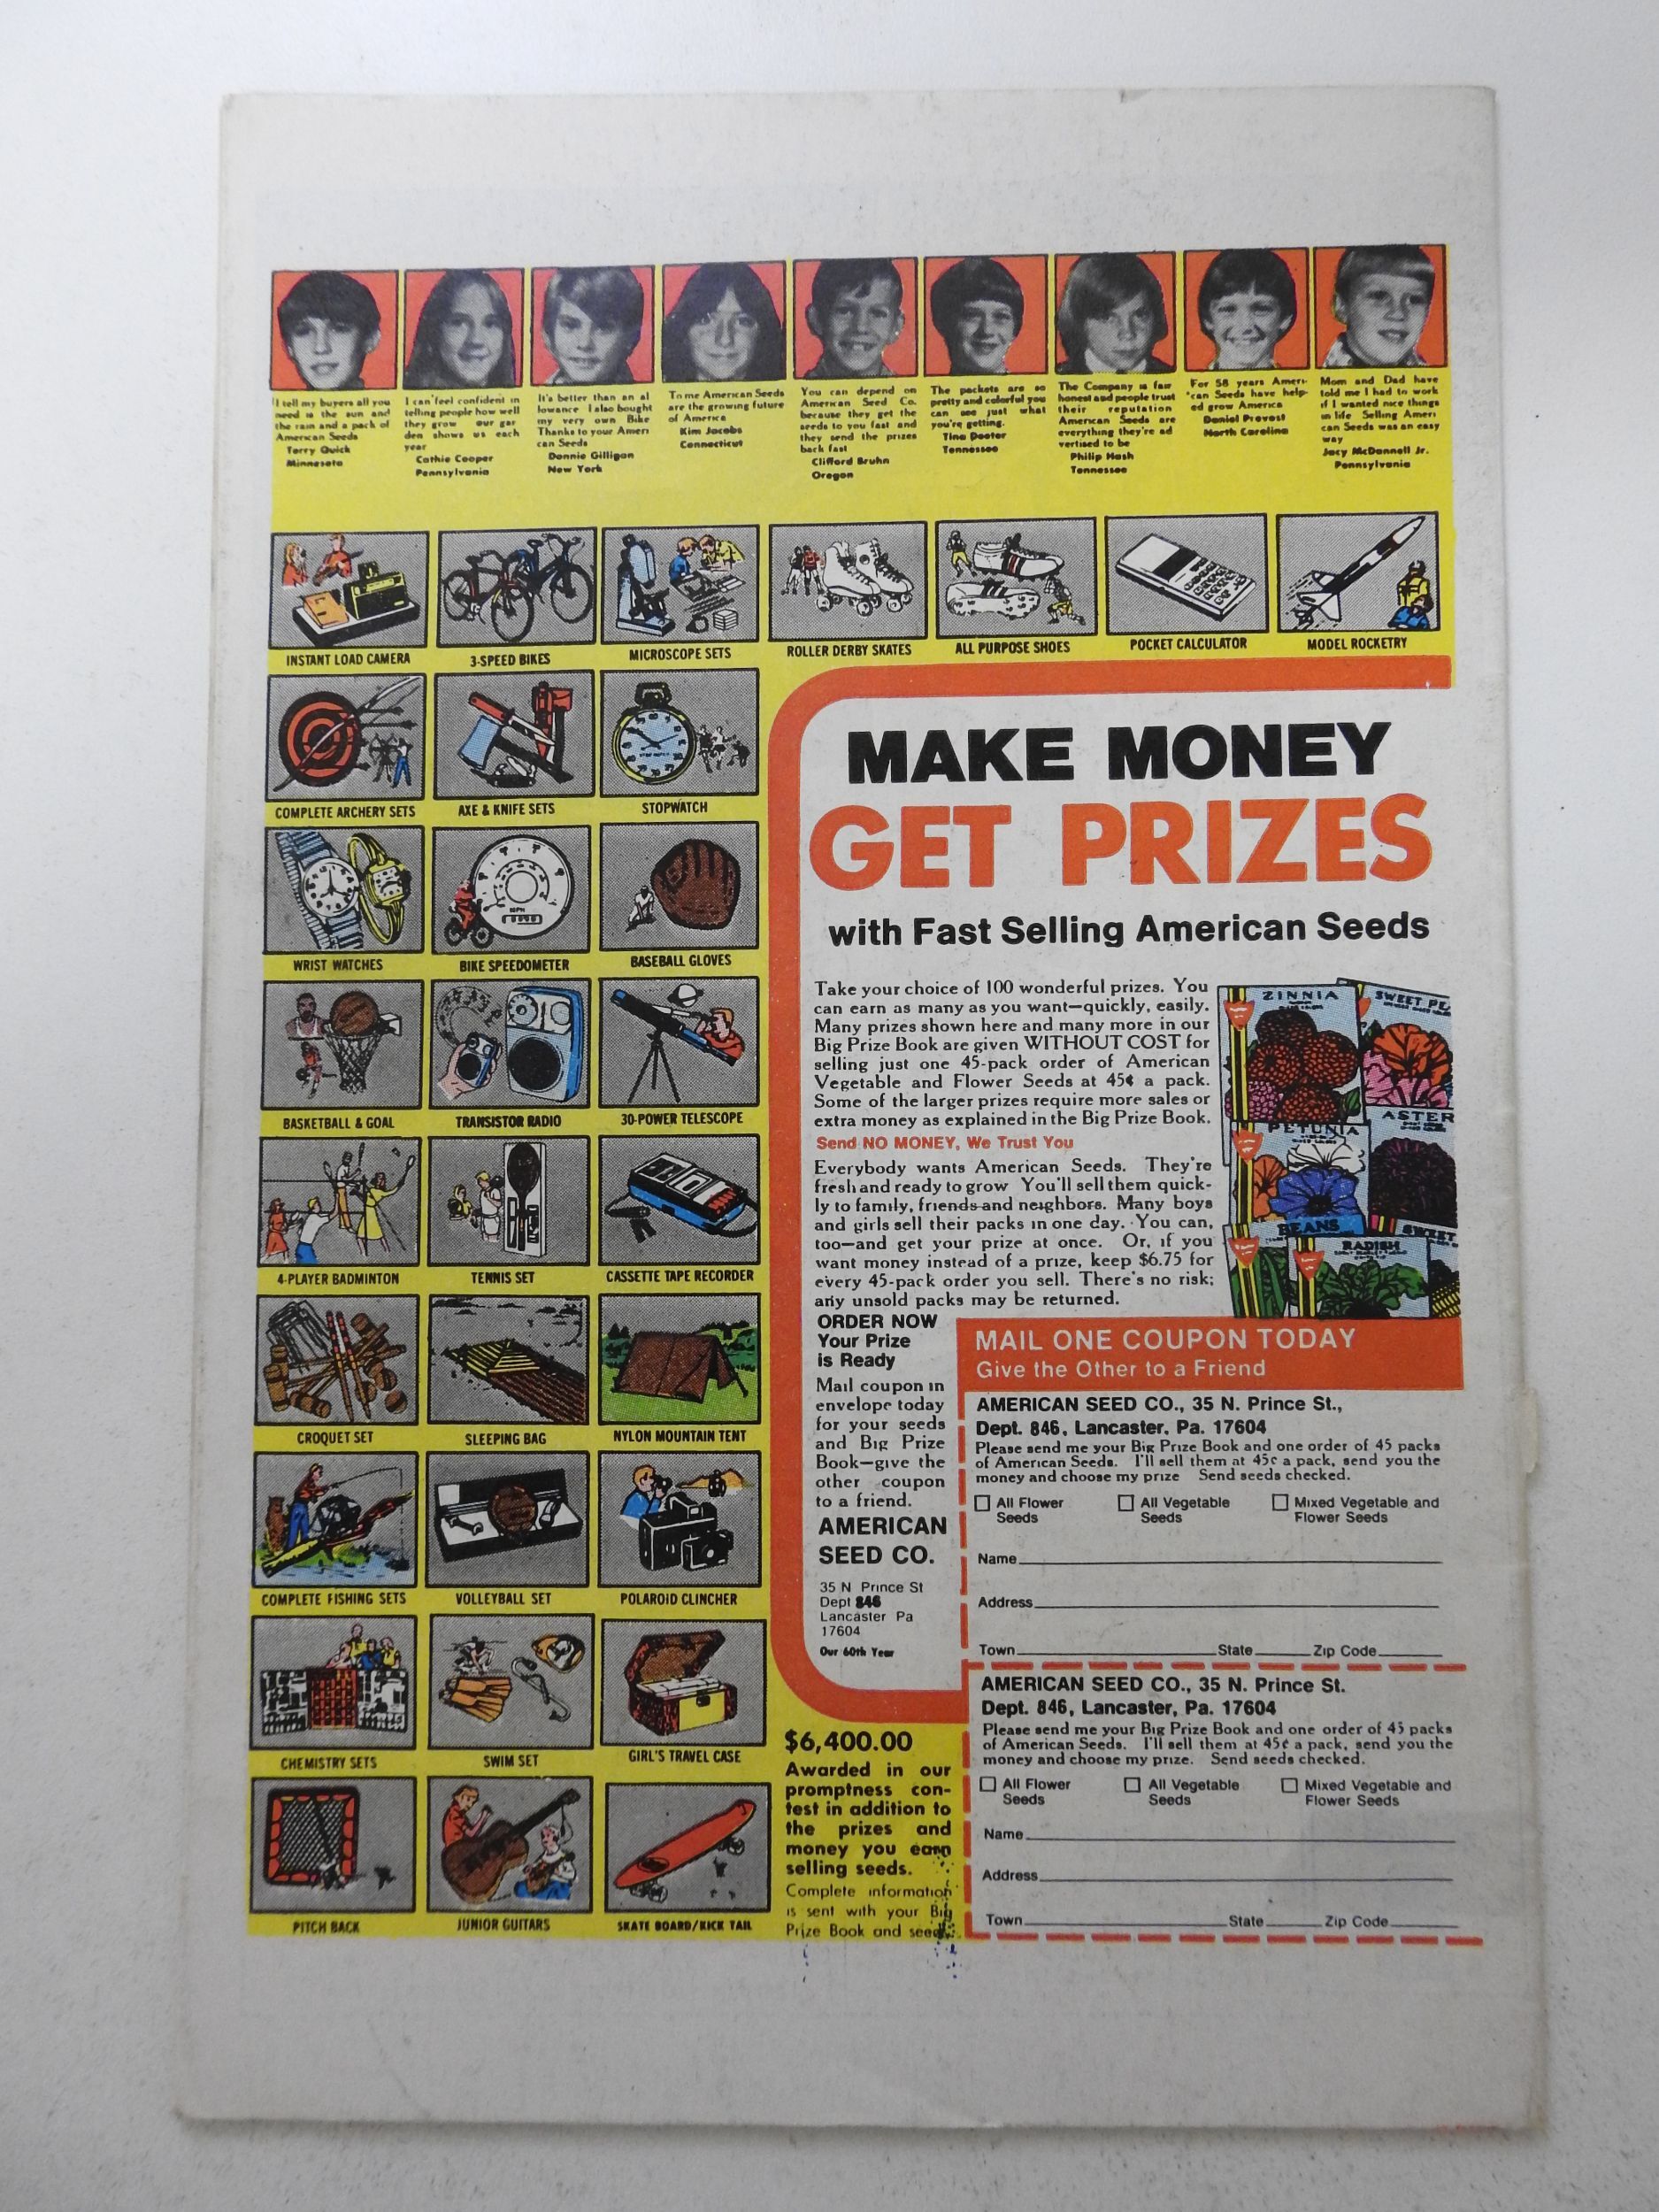 I tell my buyers all you
need is the sun and
the rain and a pack of
American Seeds
Terry Quick
Minnesota
I can feel confident in
telling people how well
they grow our gar
den shows us each
year
Cathie Cooper
Pennsylvania
It's better than an al
lowance I also bought
my very own Bike
Thanks to your Ameri
can Seeds
Donnie Gilligan
New York
To me American Seeds
are the growing future
of America
Kim Jacobs
Connecticut
You can depend on
American Seed Co.
because they get the
seeds to you fast and
they send the prizes
back fast
Clifford Bruhn
Oregon
The packets are so
pretty and colorful you
can see just what
you're getting.
Tina Deeter
Tennessee
The Company is fair
honest and people trust
their reputation
American Seeds are
everything they're ad
vertised to be
Philip Hash
Tennessee
For 58 years Ameri-
can Seeds have help-
ed grow America
Daniel Provost
North Carolina
Mom and Dad have
told me I had to work
if I wanted nice things
in life Selling Ameri
can Seeds was an easy
way
Jacy McDannell Jr.
Pennsylvania
INSTANT LOAD CAMERA
3-SPEED BIKES
MICROSCOPE SETS
ROLLER DERBY SKATES
ALL PURPOSE SHOES
POCKET CALCULATOR
MODEL ROCKETRY
COMPLETE ARCHERY SETS
AXE & KNIFE SETS
STOPWATCH
WRIST WATCHES
BIKE SPEEDOMETER
BASEBALL GLOVES
BASKETBALL & GOAL
TRANSISTOR RADIO
30-POWER TELESCOPE
4-PLAYER BADMINTON
TENNIS SET
CASSETTE TAPE RECORDER
CROQUET SET
SLEEPING BAG
NYLON MOUNTAIN TENT
COMPLETE FISHING SETS
VOLLEYBALL SET
POLAROID CLINCHER
CHEMISTRY SETS
SWIM SET
GIRL'S TRAVEL CASE
PITCH BACK
JUNIOR GUITARS
SKATE BOARD/KICK TAIL
MAKE MONEY
GET PRIZES
with Fast Selling American Seeds
Take your choice of 100 wonderful prizes. You
can earn as many as you want—quickly, easily.
Many prizes shown here and many more in our
Big Prize Book are given WITHOUT COST for
selling just one 45-pack order of American
Vegetable and Flower Seeds at 45¢ a pack.
Some of the larger prizes require more sales or
extra money as explained in the Big Prize Book.
Send NO MONEY, We Trust You
Everybody wants American Seeds. They're
fresh and ready to grow You'll sell them quick-
ly to family, friends and neighbors. Many boys
and girls sell their packs in one day. You can,
too—and get your prize at once. Or, if you
want money instead of a prize, keep $6.75 for
every 45-pack order you sell. There's no risk;
any unsold packs may be returned.
ZINNIA
SWEET PE
ASTER
PETUNIA
BEANS
SWEET
RADISH
ORDER NOW
Your Prize
is Ready
Mail coupon in
envelope today
for your seeds
and Big Prize
Book—give the
other coupon
to a friend.
AMERICAN
SEED CO.
35 N Prince St
Dept 846
Lancaster Pa
17604
Our 60th Year
MAIL ONE COUPON TODAY
Give the Other to a Friend
AMERICAN SEED CO., 35 N. Prince St.,
Dept. 846, Lancaster, Pa. 17604
Please send me your Big Prize Book and one order of 45 packs
of American Seeds. I'll sell them at 45¢ a pack, send you the
money and choose my prize Send seeds checked.
All Flower Seeds
All Vegetable Seeds
Mixed Vegetable and Flower Seeds
Name
Address
Town State Zip Code
AMERICAN SEED CO., 35 N. Prince St.
Dept. 846, Lancaster, Pa. 17604
Please send me your Big Prize Book and one order of 45 packs
of American Seeds. I'll sell them at 45¢ a pack, send you the
money and choose my prize. Send seeds checked.
All Flower Seeds
All Vegetable Seeds
Mixed Vegetable and Flower Seeds
Name
Address
Town State Zip Code
$6,400.00
Awarded in our
promptness con-
test in addition to
the prizes and
money you earn
selling seeds.
Complete information
is sent with your Big
Prize Book and seeds.